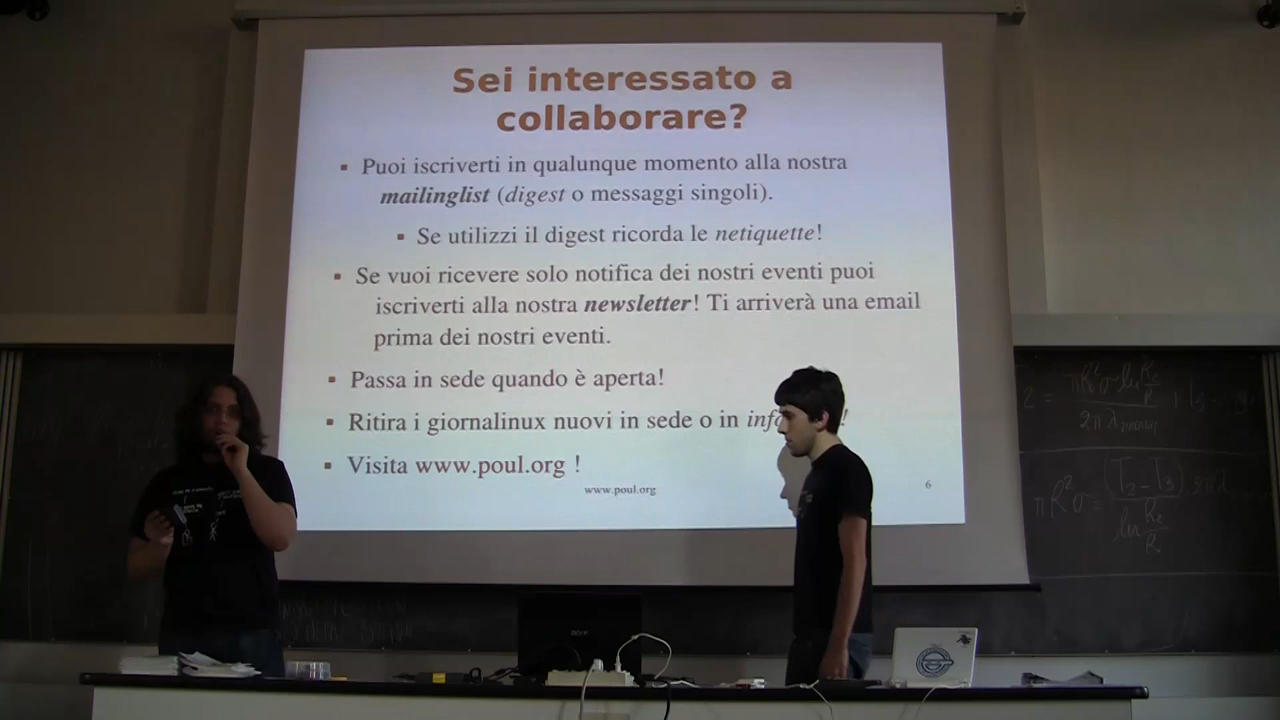 Sei interessato a
collaborare?
Puoi iscriverti in qualunque momento alla nostra
mailinglist (digest o messaggi singoli).
Se utilizzi il digest ricorda le netiquette!
Se vuoi ricevere solo notifica dei nostri eventi puoi
iscriverti alla nostra newsletter! Ti arriverà una email
prima dei nostri eventi.
Passa in sede quando è aperta!
Ritira i giornalinux nuovi in sede o in !
Visita www.poul.org !
www.poul.org
6
acer